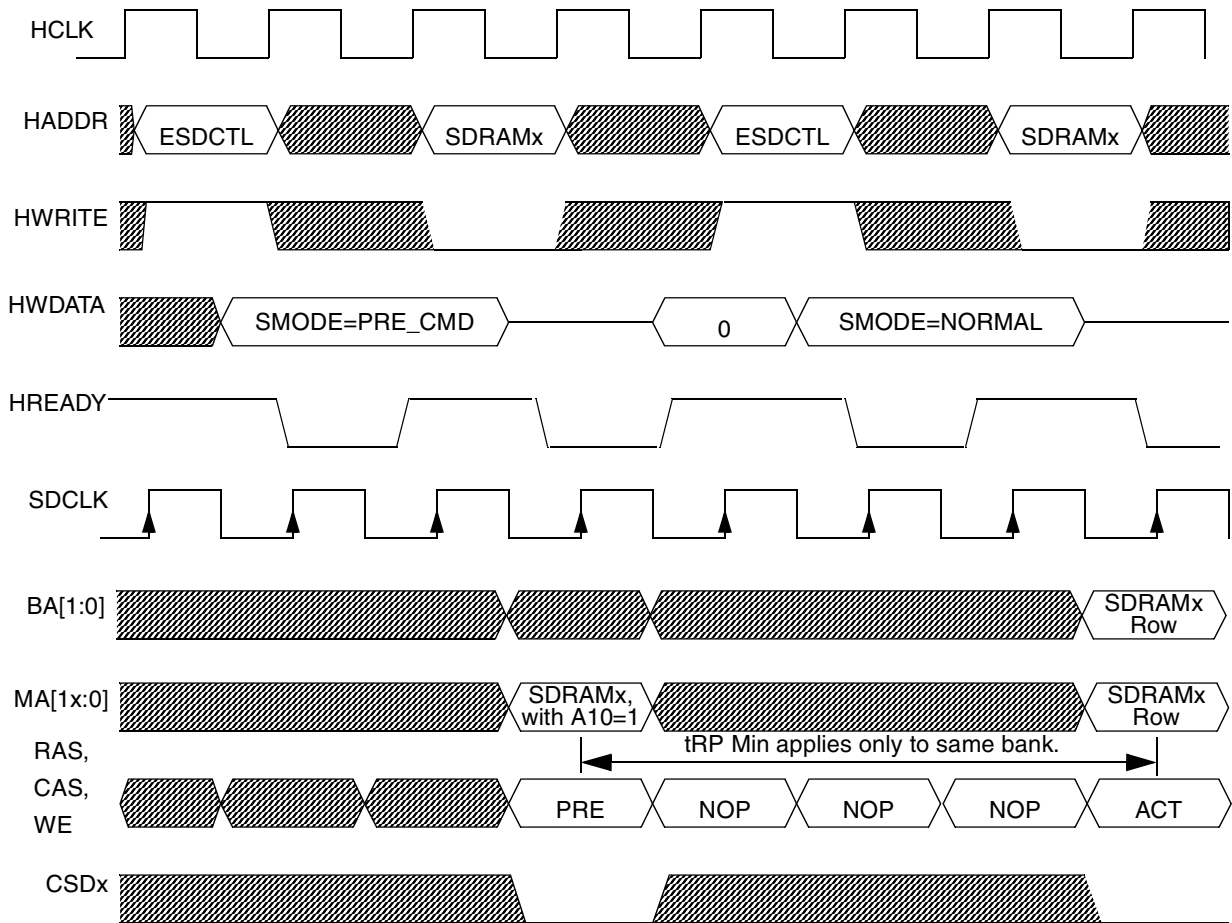 HCLK
HADDR
ESDCTL
SDRAMx
ESDCTL
SDRAMx
HWRITE
HWDATA
SMODE=PRE_CMD
0
SMODE=NORMAL
HREADY
SDCLK
BA[1:0]
SDRAMx
Row
MA[1x:0]
SDRAMx,
with A10=1
SDRAMx
Row
tRP Min applies only to same bank.
RAS,
CAS,
WE
PRE
NOP
NOP
NOP
ACT
CSDx